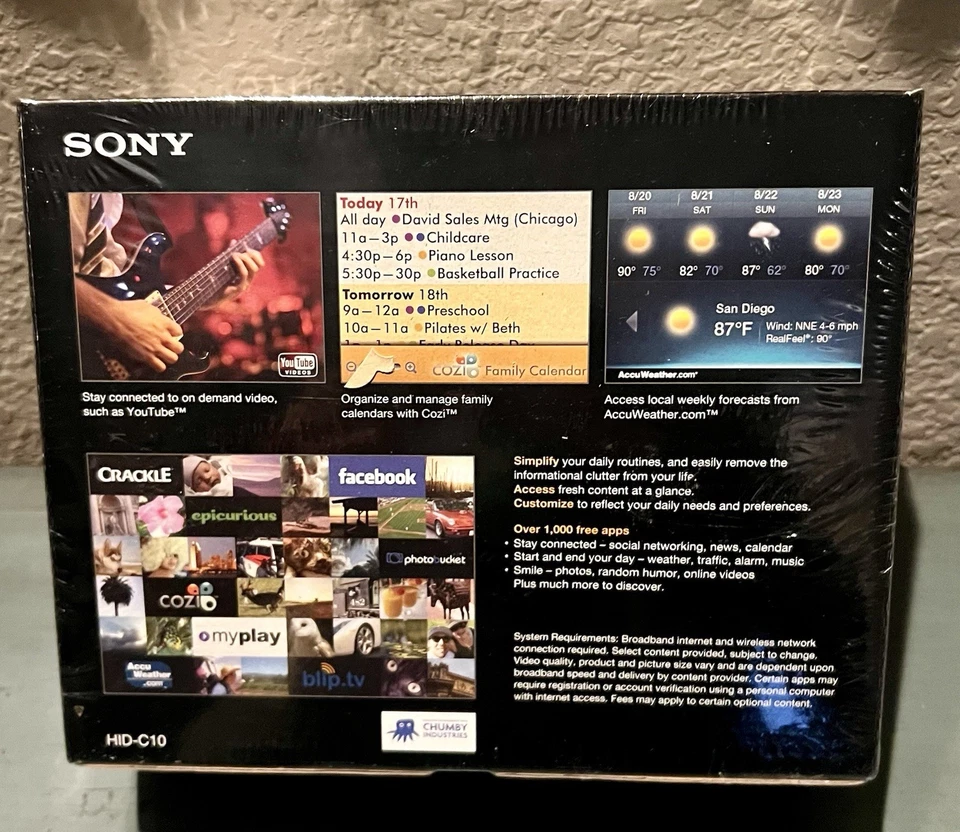 SONY
You Tube
VIDEOS
Stay connected to on demand video,
such as YouTube™
Today 17th
All day David Sales Mtg (Chicago)
11a–3p Childcare
4:30p–6p Piano Lesson
5:30p–30p Basketball Practice
Tomorrow 18th
9a–12a Preschool
10a–11a Pilates w/ Beth
COZI Family Calendar
Organize and manage family
calendars with Cozi™
8/20 8/21 8/22 8/23
FRI SAT SUN MON
90° 75° 82° 70° 87° 62° 80° 70°
San Diego
87°F
Wind: NNE 4-6 mph
RealFeel®: 90°
AccuWeather.com®
Access local weekly forecasts from
AccuWeather.com™
CRACKLE
facebook
epicurious
photobucket
COZI
myplay
Accu
Weather
.com
blip.tv
Simplify your daily routines, and easily remove the
informational clutter from your life.
Access fresh content at a glance.
Customize to reflect your daily needs and preferences.
Over 1,000 free apps
• Stay connected – social networking, news, calendar
• Start and end your day – weather, traffic, alarm, music
• Smile – photos, random humor, online videos
Plus much more to discover.
System Requirements: Broadband internet and wireless network
connection required. Select content provided, subject to change.
Video quality, product and picture size vary and are dependent upon
broadband speed and delivery by content provider. Certain apps may
require registration or account verification using a personal computer
with internet access. Fees may apply to certain optional content.
HID-C10
CHUMBY
INDUSTRIES